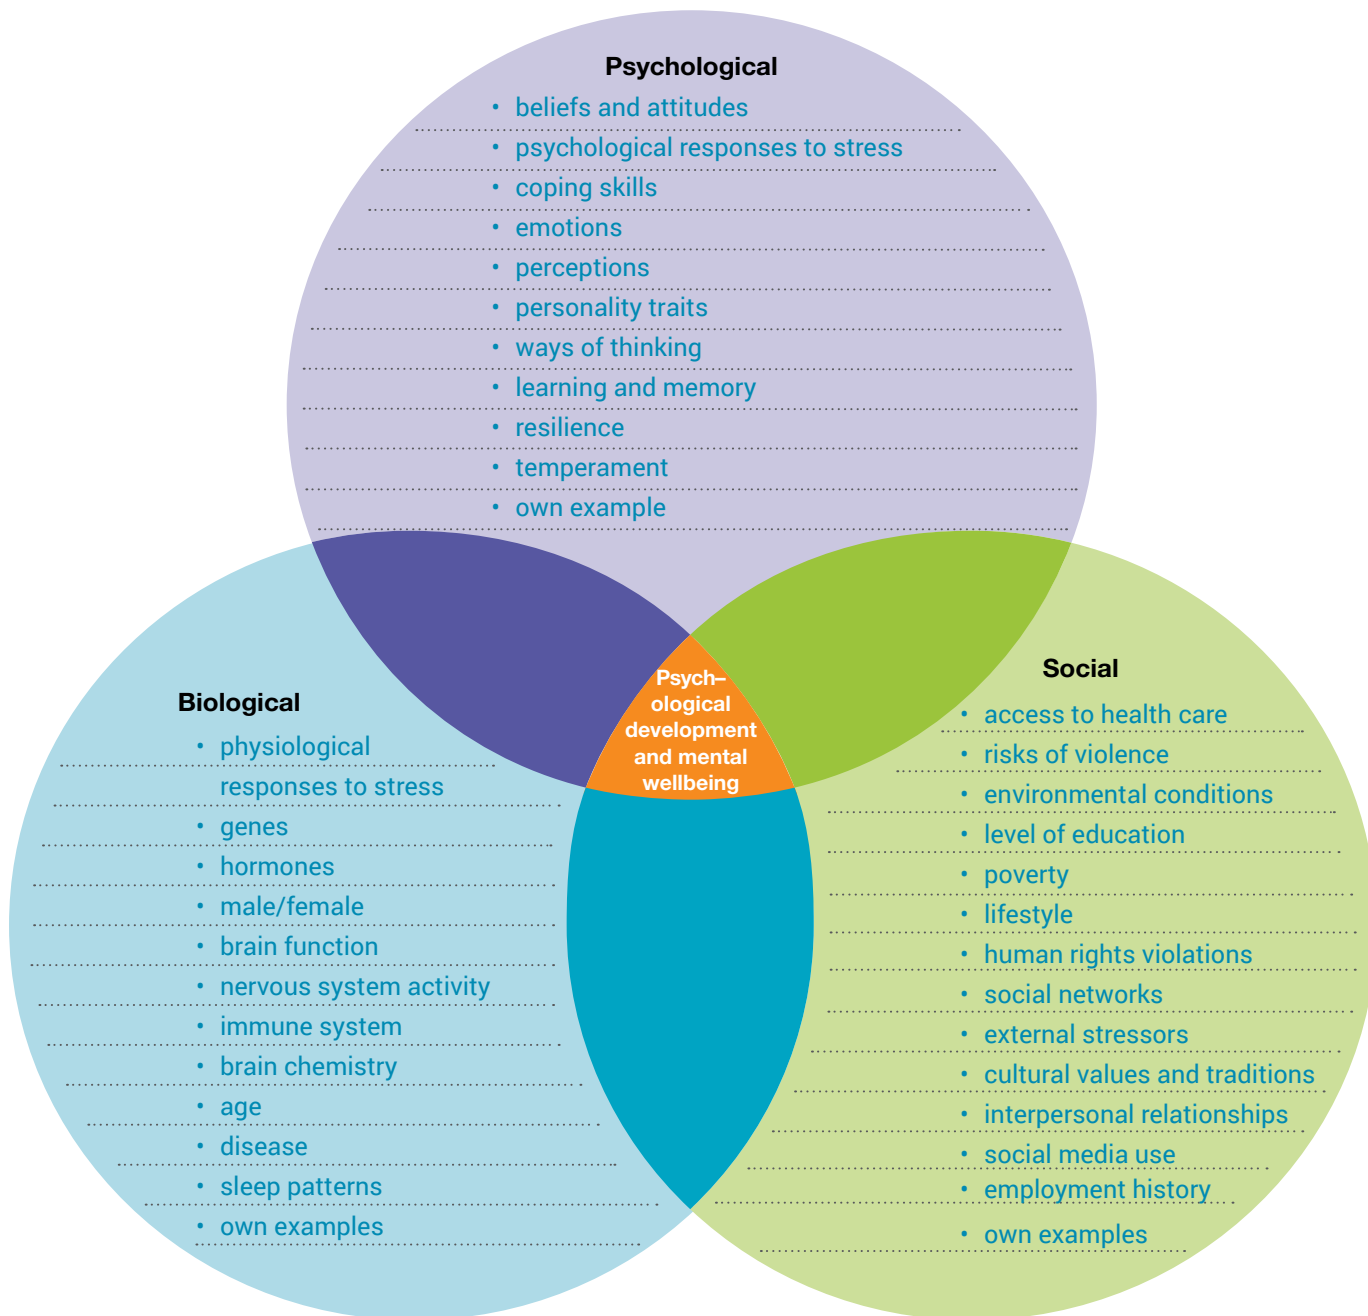 Psychological
• beliefs and attitudes
• psychological responses to stress
• coping skills
• emotions
• perceptions
• personality traits
• ways of thinking
• learning and memory
• resilience
• temperament
• own example
Psych–
ological
development
and mental
wellbeing
Biological
• physiological
responses to stress
• genes
• hormones
• male/female
• brain function
• nervous system activity
• immune system
• brain chemistry
• age
• disease
• sleep patterns
• own examples
Social
• access to health care
• risks of violence
• environmental conditions
• level of education
• poverty
• lifestyle
• human rights violations
• social networks
• external stressors
• cultural values and traditions
• interpersonal relationships
• social media use
• employment history
• own examples